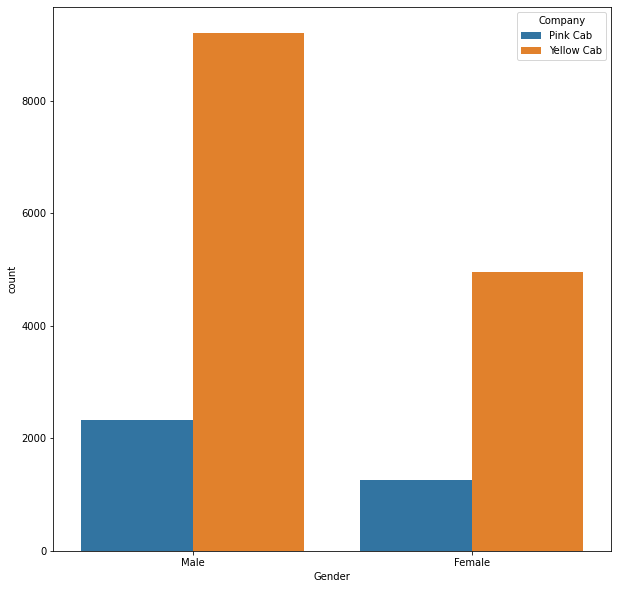 Company
Pink Cab
Yellow Cab
8000
6000
4000
2000
0
count
Male
Female
Gender